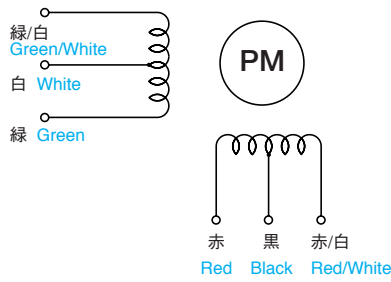 緑/白
Green/White
白 White
緑 Green
PM
赤 黒 赤/白
Red Black Red/White